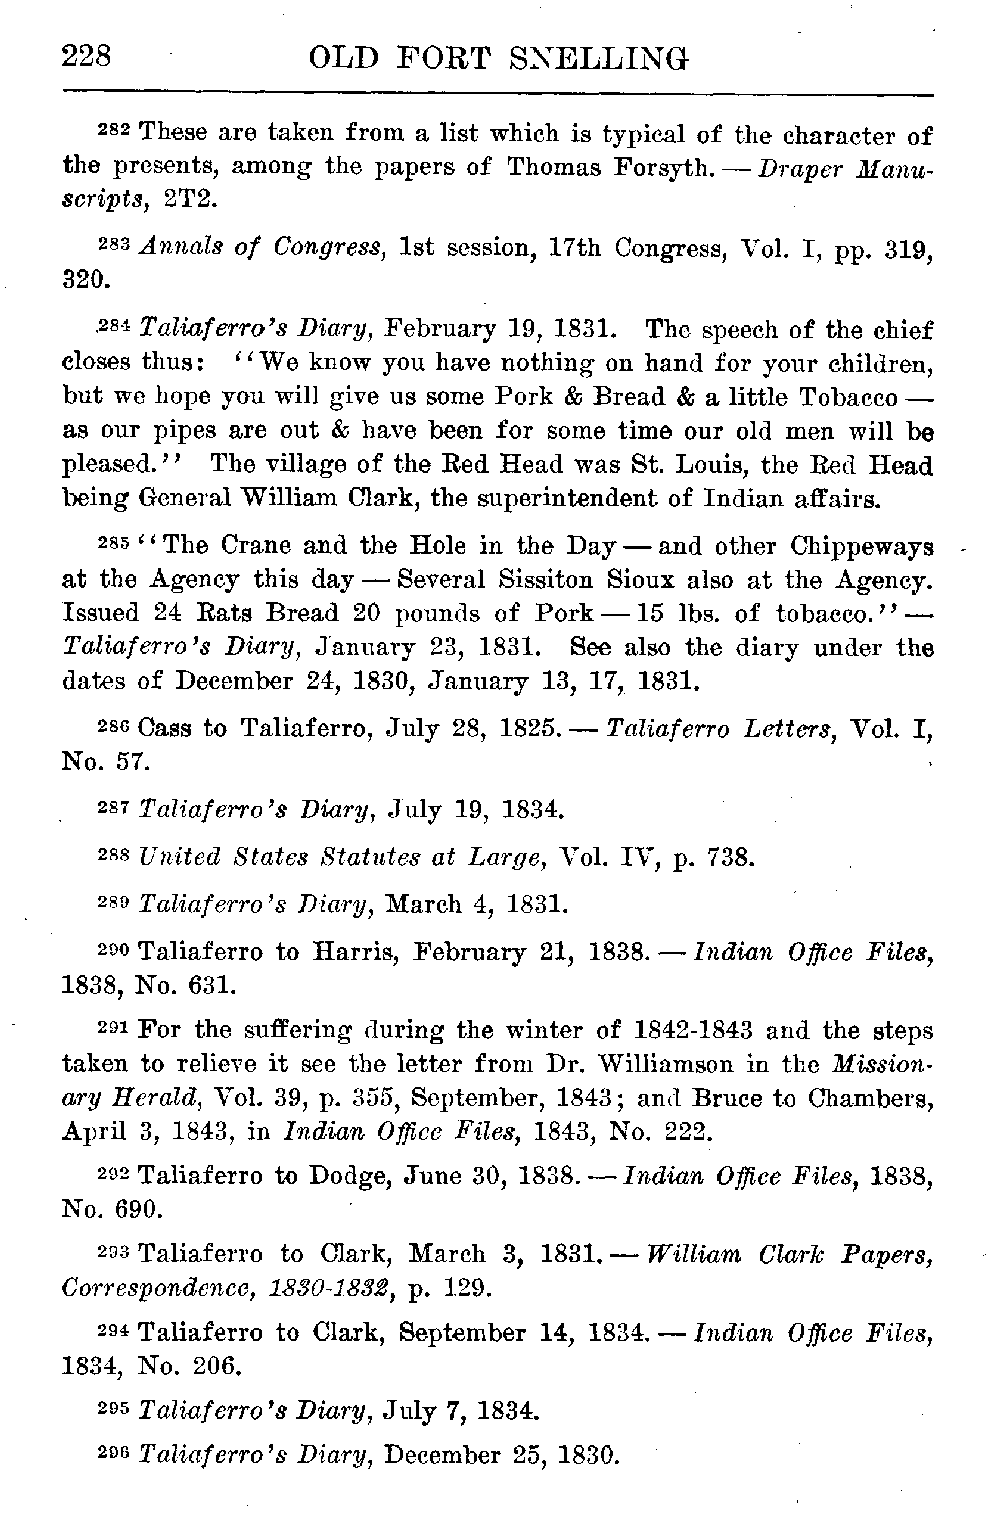 228 OLD FORT SNELLING
282 These are taken from a list which is typical of the character of
the presents, among the papers of Thomas Forsyth. — Draper Manu-
scripts, 2T2.
283 Annals of Congress, 1st session, 17th Congress, Vol. I, pp. 319,
320.
284 Taliaferro's Diary, February 19, 1831. The speech of the chief
closes thus: "We know you have nothing on hand for your children,
but we hope you will give us some Pork & Bread & a little Tobacco —
as our pipes are out & have been for some time our old men will be
pleased." The village of the Red Head was St. Louis, the Red Head
being General William Clark, the superintendent of Indian affairs.
285 "The Crane and the Hole in the Day — and other Chippeways
at the Agency this day — Several Sissiton Sioux also at the Agency.
Issued 24 Rats Bread 20 pounds of Pork — 15 lbs. of tobacco." —
Taliaferro's Diary, January 23, 1831. See also the diary under the
dates of December 24, 1830, January 13, 17, 1831.
286 Cass to Taliaferro, July 28, 1825. — Taliaferro Letters, Vol. I,
No. 57.
287 Taliaferro's Diary, July 19, 1834.
288 United States Statutes at Large, Vol. IV, p. 738.
289 Taliaferro's Diary, March 4, 1831.
290 Taliaferro to Harris, February 21, 1838. — Indian Office Files,
1838, No. 631.
291 For the suffering during the winter of 1842-1843 and the steps
taken to relieve it see the letter from Dr. Williamson in the Mission-
ary Herald, Vol. 39, p. 355, September, 1843; and Bruce to Chambers,
April 3, 1843, in Indian Office Files, 1843, No. 222.
292 Taliaferro to Dodge, June 30, 1838. — Indian Office Files, 1838,
No. 690.
293 Taliaferro to Clark, March 3, 1831. — William Clark Papers,
Correspondence, 1830-1832, p. 129.
294 Taliaferro to Clark, September 14, 1834. — Indian Office Files,
1834, No. 206.
295 Taliaferro's Diary, July 7, 1834.
296 Taliaferro's Diary, December 25, 1830.